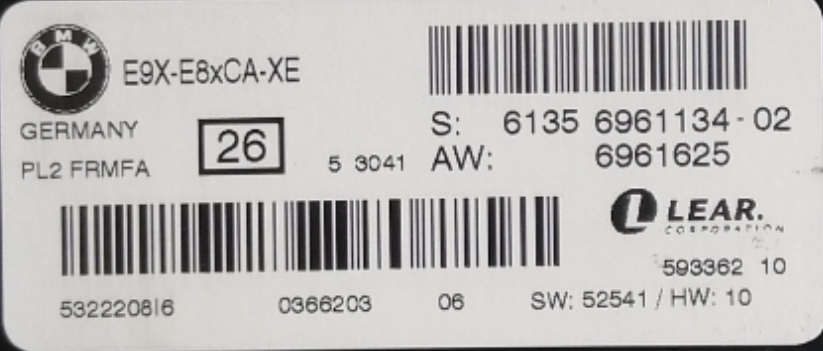 BMW
E9X-E8xCA-XE
GERMANY
26
PL2 FRMFA
5 3041
S: 6135 6961134-02
AW: 6961625
LEAR.
CORPORATION
593362 10
532220816 0366203 06
SW: 52541 / HW: 10